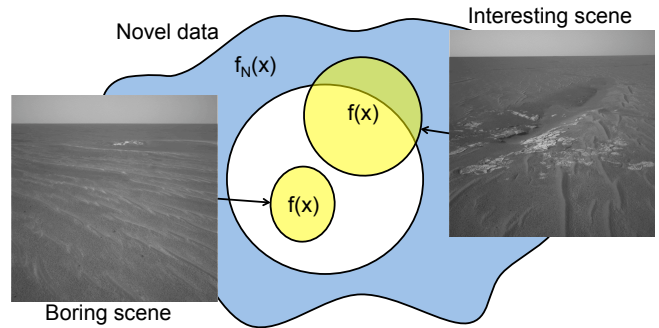 Interesting scene
Novel data
f_N(x)
f(x)
f(x)
Boring scene